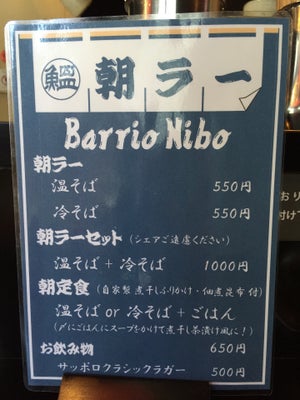 鰮 朝ラー
Barrio Nibo
朝ラー
温そば 550円
冷そば 550円
朝ラーセット（シェアご遠慮ください）
温そば + 冷そば 1000円
朝定食（自家製煮干しふりかけ・佃煮昆布 付）
温そば or 冷そば + ごはん
（〆にごはんにスープをかけて煮干し茶漬け風に！）
650円
お飲み物
サッポロクラシックラガー 500円
おり
付け